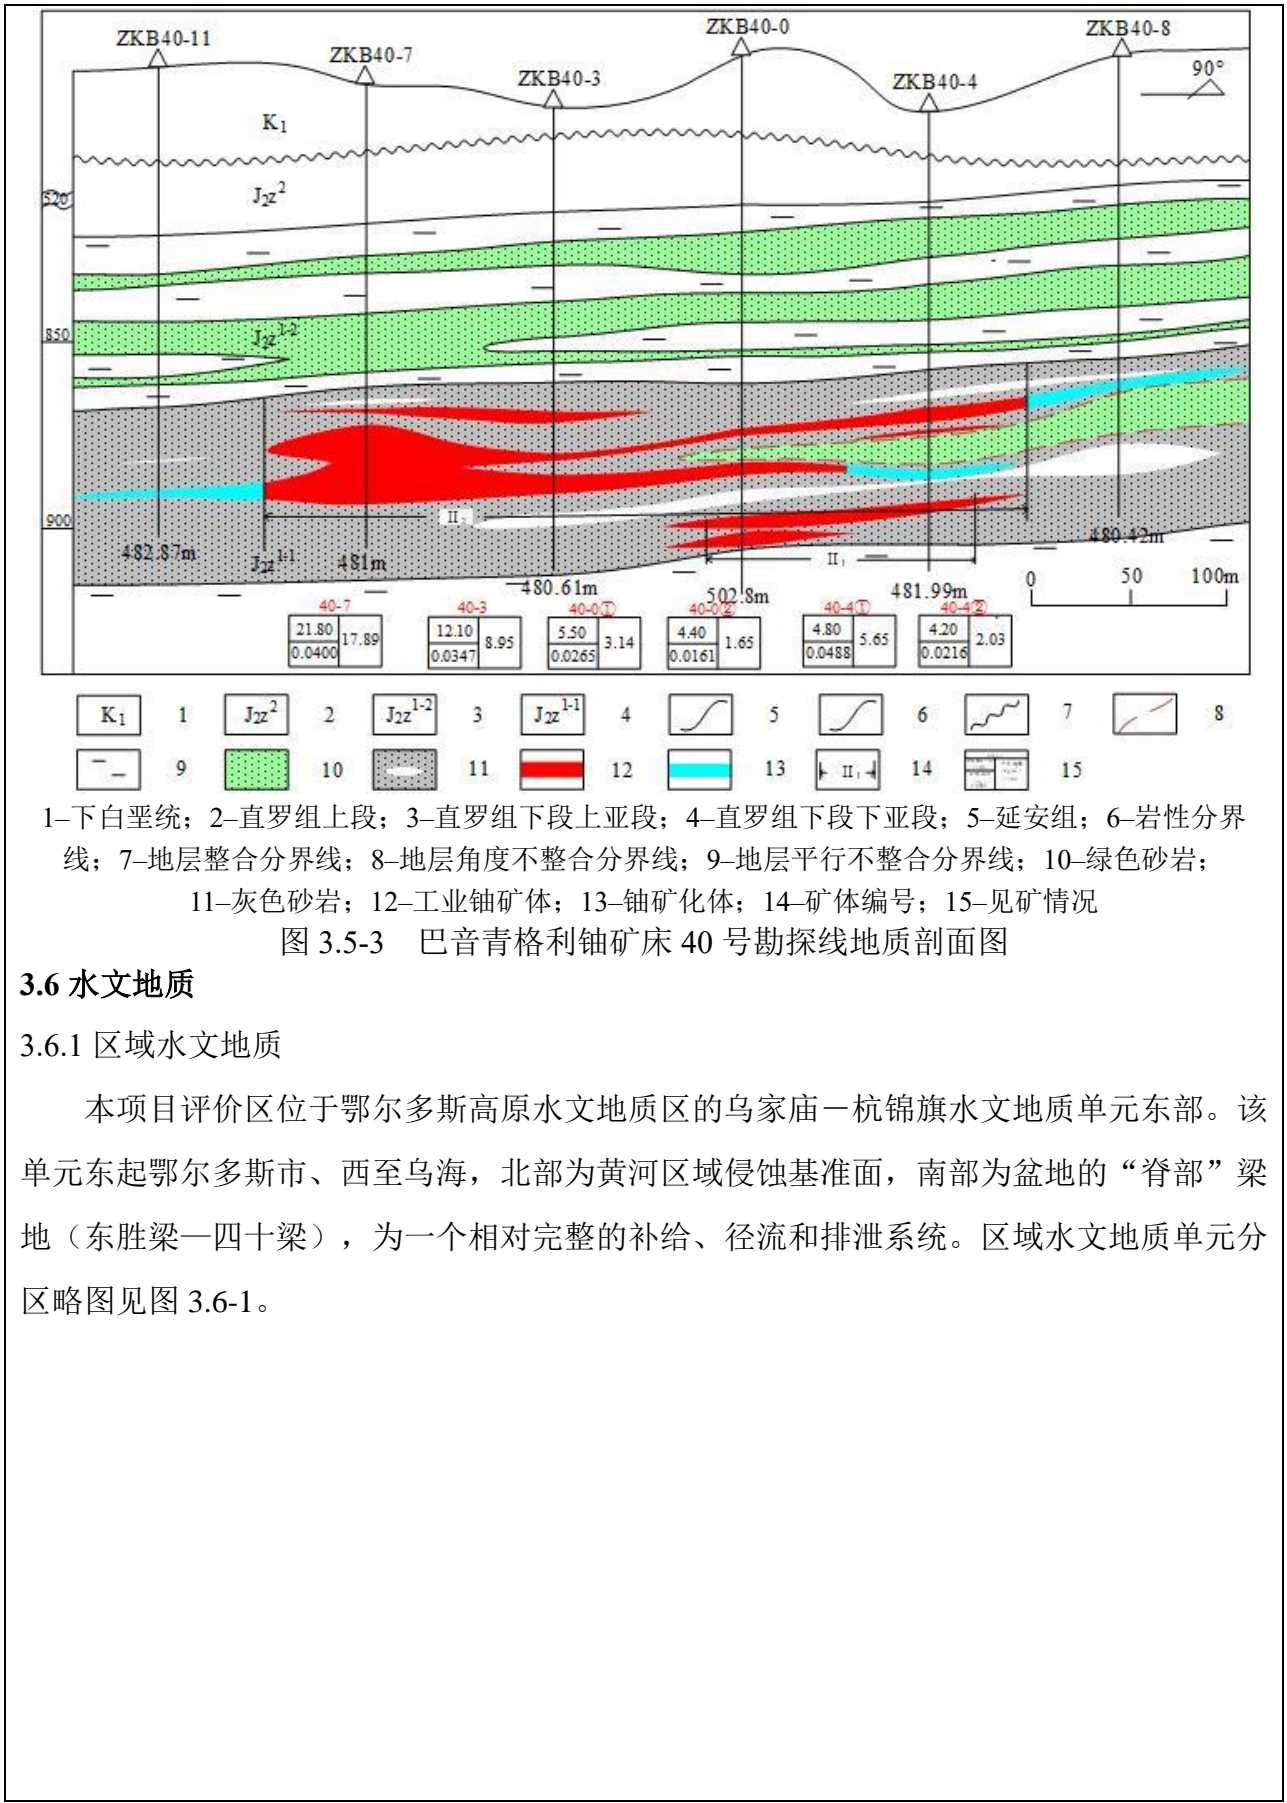 ZKB40-11
ZKB40-7
ZKB40-3
ZKB40-0
ZKB40-4
ZKB40-8
90°
K1
J2z2
520
J2z1-2
850
900
II2
II1
482.87m
J2z1-1
481m
480.61m
502.8m
481.99m
480.42m
0 50 100m
40-7 40-3 40-0① 40-0② 40-4① 40-4②
21.80 0.0400 17.89
12.10 0.0347 8.95
5.50 0.0265 3.14
4.40 0.0161 1.65
4.80 0.0488 5.65
4.20 0.0216 2.03
K1 1 J2z2 2 J2z1-2 3 J2z1-1 4 5 6 7 8
9 10 11 12 13 II1 14 15
1–下白垩统；2–直罗组上段；3–直罗组下段上亚段；4–直罗组下段下亚段；5–延安组；6–岩性分界
线；7–地层整合分界线；8–地层角度不整合分界线；9–地层平行不整合分界线；10–绿色砂岩；
11–灰色砂岩；12–工业铀矿体；13–铀矿化体；14–矿体编号；15–见矿情况
图 3.5-3 巴音青格利铀矿床 40 号勘探线地质剖面图
3.6 水文地质
3.6.1 区域水文地质
本项目评价区位于鄂尔多斯高原水文地质区的乌家庙－杭锦旗水文地质单元东部。该
单元东起鄂尔多斯市、西至乌海，北部为黄河区域侵蚀基准面，南部为盆地的“脊部”梁
地（东胜梁—四十梁），为一个相对完整的补给、径流和排泄系统。区域水文地质单元分
区略图见图 3.6-1。